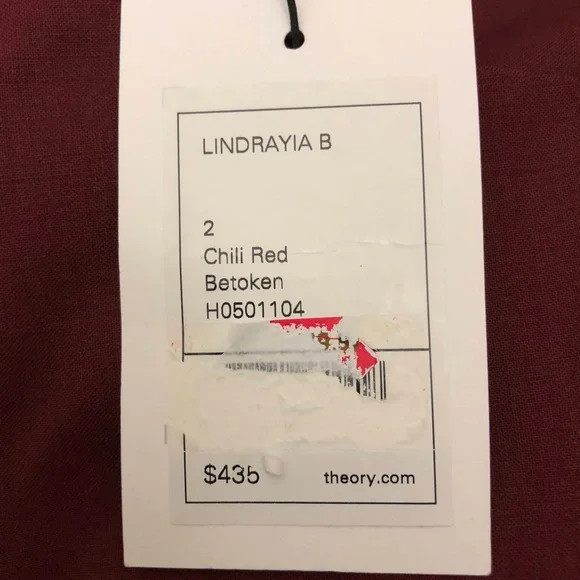 LINDRAYIA B
2
Chili Red
Betoken
H0501104
$435
theory.com